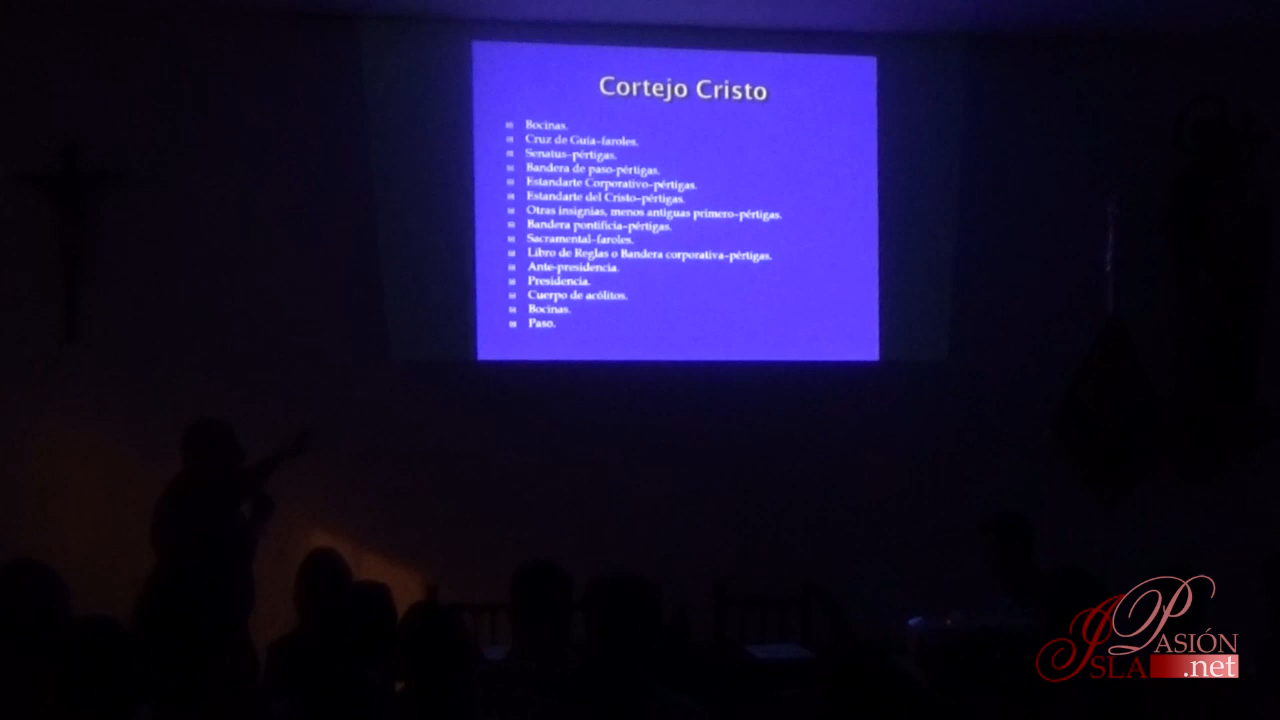 Cortejo Cristo
Bocinas.
Cruz de Guía-faroles.
Senatus-pértigas.
Bandera de paso-pértigas.
Estandarte Corporativo-pértigas.
Estandarte del Cristo-pértigas.
Otras insignias, menos antiguas primero-pértigas.
Bandera pontificia-pértigas.
Sacramental-faroles.
Libro de Reglas o Bandera corporativa-pértigas.
Ante-presidencia.
Presidencia.
Cuerpo de acólitos.
Bocinas.
Paso.
PASIÓN
ISLA .net